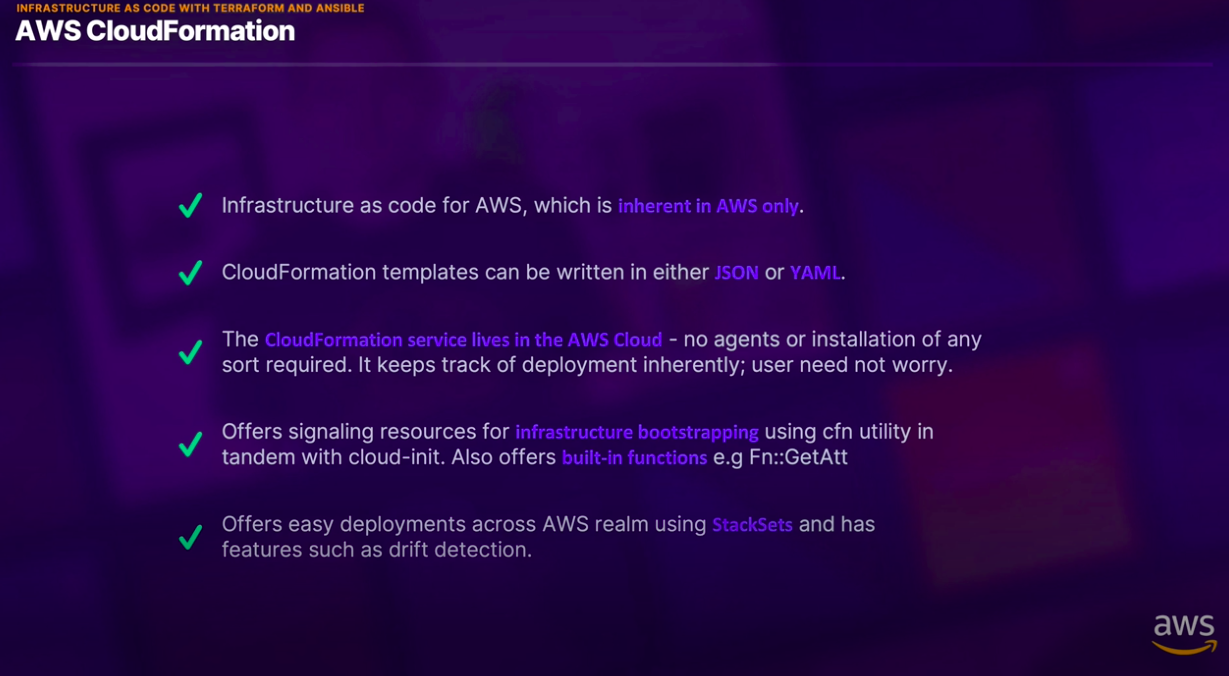 INFRASTRUCTURE AS CODE WITH TERRAFORM AND ANSIBLE
AWS CloudFormation
Infrastructure as code for AWS, which is inherent in AWS only.
CloudFormation templates can be written in either JSON or YAML.
The CloudFormation service lives in the AWS Cloud - no agents or installation of any
sort required. It keeps track of deployment inherently; user need not worry.
Offers signaling resources for infrastructure bootstrapping using cfn utility in
tandem with cloud-init. Also offers built-in functions e.g Fn::GetAtt
Offers easy deployments across AWS realm using StackSets and has
features such as drift detection.
aws